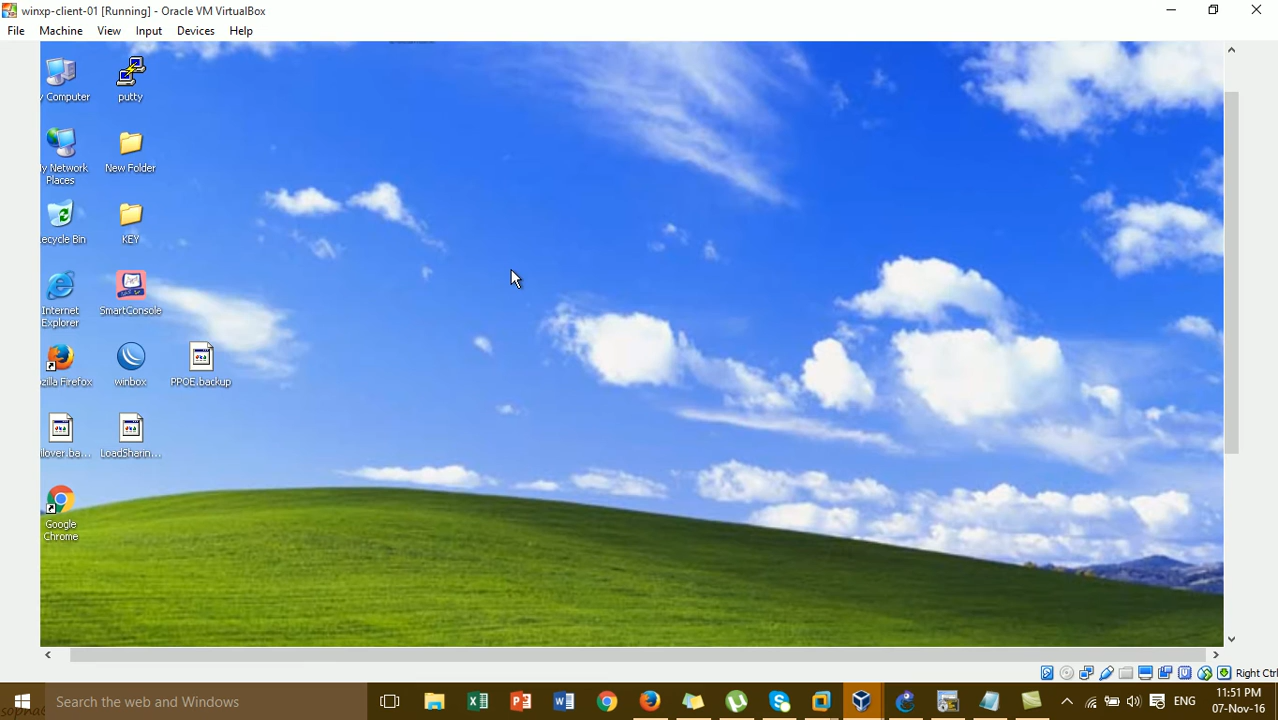 winxp-client-01 [Running] - Oracle VM VirtualBox
File Machine View Input Devices Help
y Computer
putty
y Network
Places
New Folder
ecycle Bin
KEY
Internet
Explorer
SmartConsole
zilla Firefox
winbox
PPOE.backup
ilover.ba...
LoadSharin...
Google
Chrome
Right Ctrl
Search the web and Windows
ENG
11:51 PM
07-Nov-16